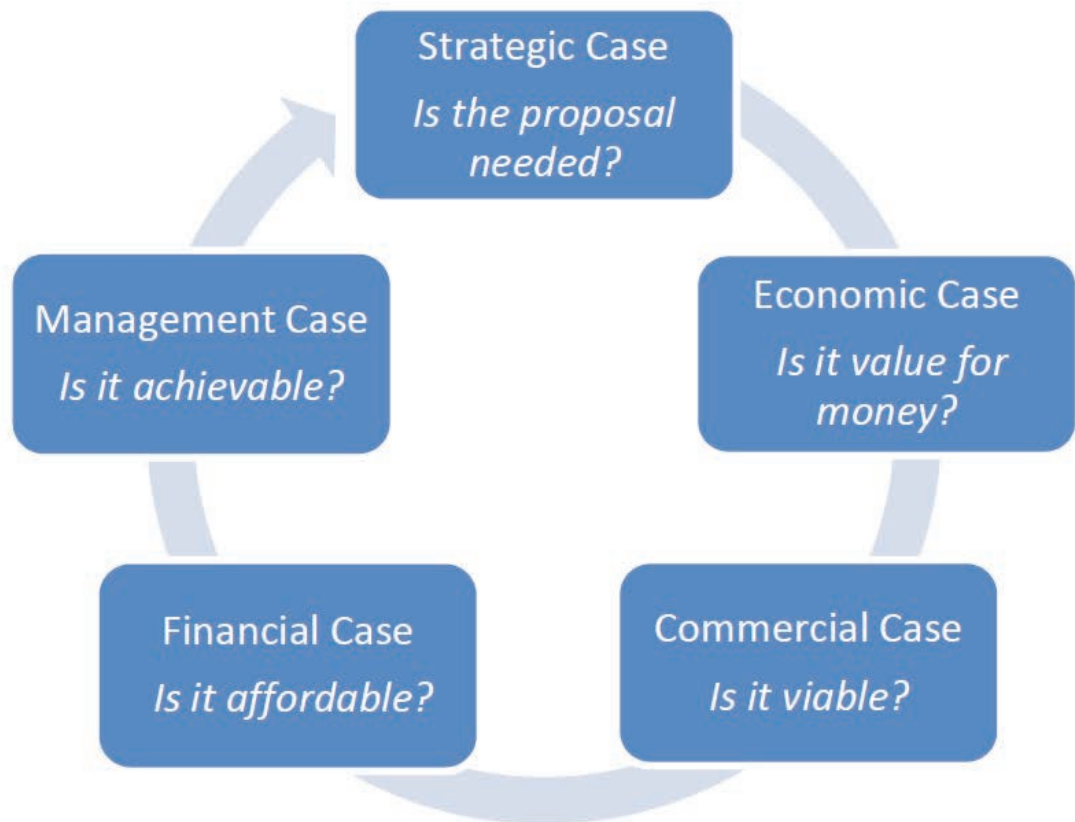 Strategic Case
Is the proposal
needed?
Economic Case
Is it value for
money?
Commercial Case
Is it viable?
Financial Case
Is it affordable?
Management Case
Is it achievable?